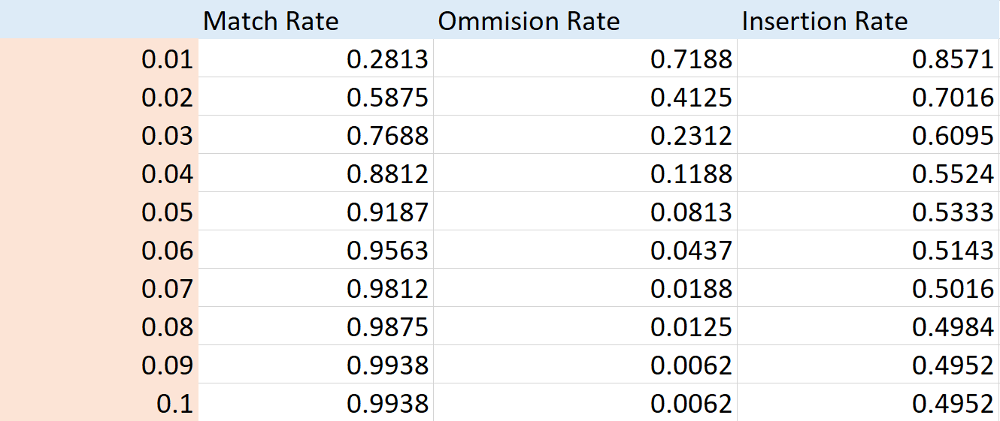 Match Rate Ommision Rate Insertion Rate
0.01 0.2813 0.7188 0.8571
0.02 0.5875 0.4125 0.7016
0.03 0.7688 0.2312 0.6095
0.04 0.8812 0.1188 0.5524
0.05 0.9187 0.0813 0.5333
0.06 0.9563 0.0437 0.5143
0.07 0.9812 0.0188 0.5016
0.08 0.9875 0.0125 0.4984
0.09 0.9938 0.0062 0.4952
0.1 0.9938 0.0062 0.4952